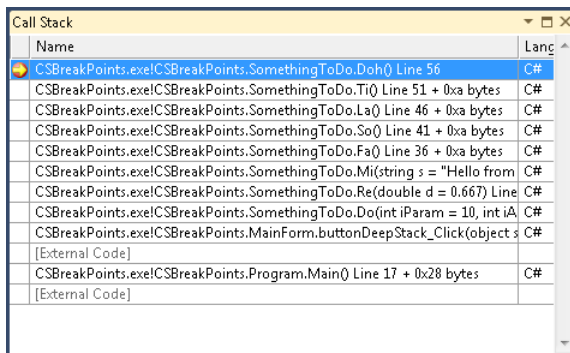 Call Stack
Name Lang
CSBreakPoints.exe!CSBreakPoints.SomethingToDo.Doh() Line 56 C#
CSBreakPoints.exe!CSBreakPoints.SomethingToDo.Ti() Line 51 + 0xa bytes C#
CSBreakPoints.exe!CSBreakPoints.SomethingToDo.La() Line 46 + 0xa bytes C#
CSBreakPoints.exe!CSBreakPoints.SomethingToDo.So() Line 41 + 0xa bytes C#
CSBreakPoints.exe!CSBreakPoints.SomethingToDo.Fa() Line 36 + 0xa bytes C#
CSBreakPoints.exe!CSBreakPoints.SomethingToDo.Mi(string s = "Hello from C#
CSBreakPoints.exe!CSBreakPoints.SomethingToDo.Re(double d = 0.667) Line C#
CSBreakPoints.exe!CSBreakPoints.SomethingToDo.Do(int iParam = 10, int iA C#
CSBreakPoints.exe!CSBreakPoints.MainForm.buttonDeepStack_Click(object s C#
[External Code]
CSBreakPoints.exe!CSBreakPoints.Program.Main() Line 17 + 0x28 bytes C#
[External Code]